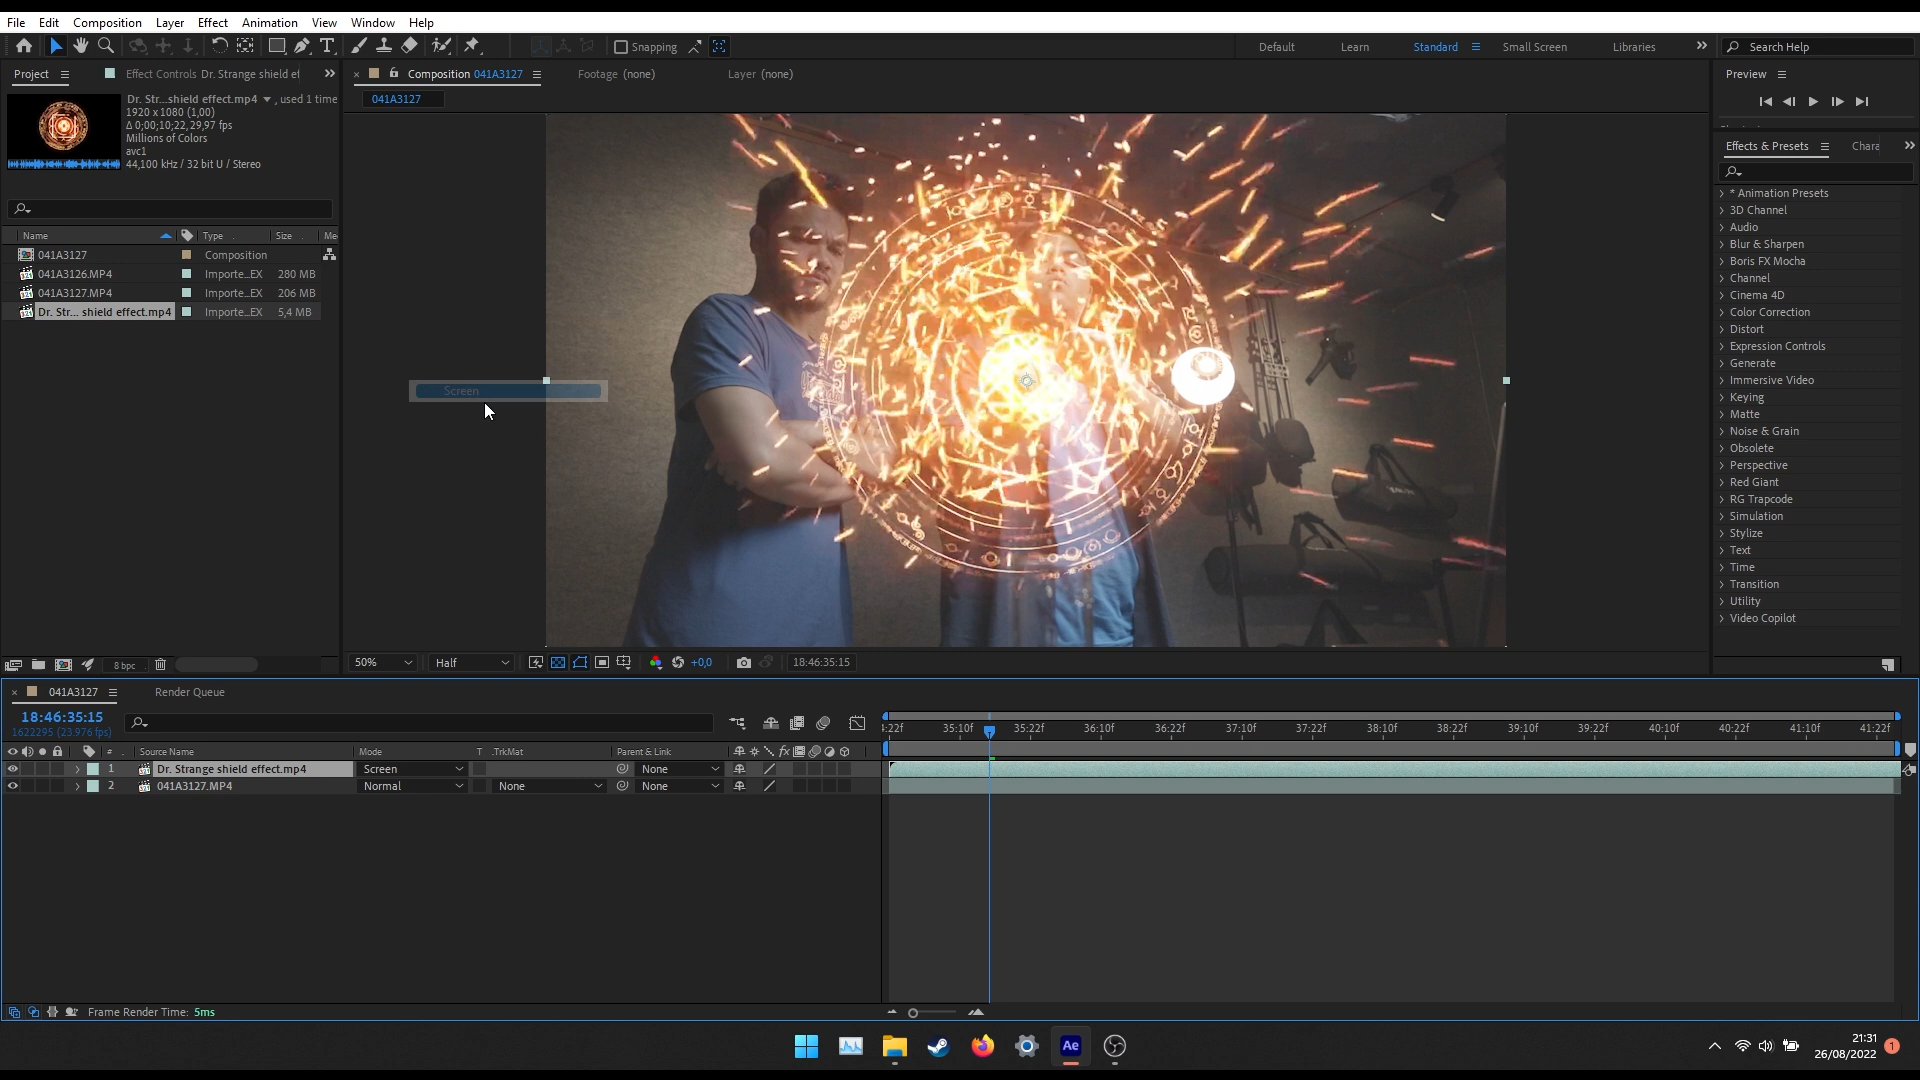 File Edit Composition Layer Effect Animation View Window Help
Snapping
Default Learn Standard Small Screen Libraries Search Help
Project Effect Controls Dr. Strange shield ef
Composition 041A3127 Footage (none) Layer (none)
041A3127
Preview
Dr. Str...shield effect.mp4 , used 1 time
1920 x 1080 (1,00)
Δ 0;00;10;22, 29,97 fps
Millions of Colors
avc1
44,100 kHz / 32 bit U / Stereo
Name Type Size Me
041A3127 Composition
041A3126.MP4 Importe...EX 280 MB
041A3127.MP4 Importe...EX 206 MB
Dr. Str... shield effect.mp4 Importe...EX 5,4 MB
Screen
8 bpc
50% Half +0,0 18:46:35:15
Effects & Presets Chara
* Animation Presets
3D Channel
Audio
Blur & Sharpen
Boris FX Mocha
Channel
Cinema 4D
Color Correction
Distort
Expression Controls
Generate
Immersive Video
Keying
Matte
Noise & Grain
Obsolete
Perspective
Red Giant
RG Trapcode
Simulation
Stylize
Text
Time
Transition
Utility
Video Copilot
041A3127 Render Queue
18:46:35:15
1622295 (23.976 fps)
4:22f 35:10f 35:22f 36:10f 36:22f 37:10f 37:22f 38:10f 38:22f 39:10f 39:22f 40:10f 40:22f 41:10f 41:22f
# Source Name Mode T .TrkMat Parent & Link fx
1 Dr. Strange shield effect.mp4 Screen None
2 041A3127.MP4 Normal None None
Frame Render Time: 5ms
Ae
21:31
26/08/2022
1